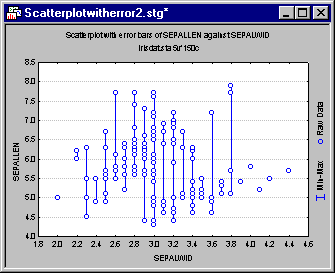 Scatterplotwitherror2.stg*
Scatterplot with error bars of SEPALLEN against SEPALWID
Irisdat.sta 5v*150c
8.5
8.0
7.5
7.0
6.5
6.0
5.5
5.0
4.5
4.0
SEPALLEN
1.8 2.0 2.2 2.4 2.6 2.8 3.0 3.2 3.4 3.6 3.8 4.0 4.2 4.4 4.6
SEPALWID
Min-Max
Raw Data